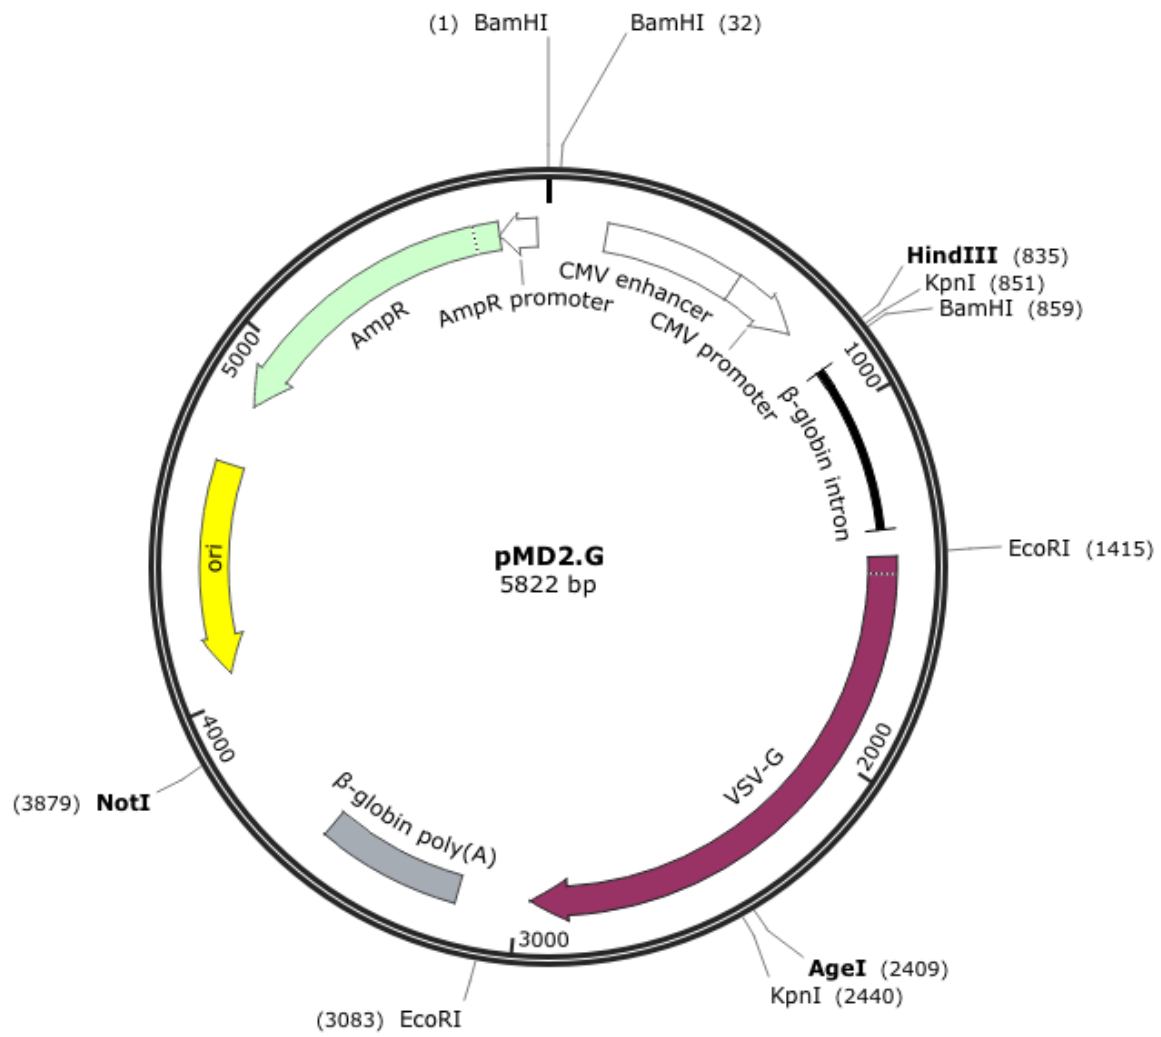 (1) BamHI
BamHI (32)
HindIII (835)
KpnI (851)
BamHI (859)
CMV enhancer
CMV promoter
AmpR promoter
AmpR
5000
1000
β-globin intron
ori
pMD2.G
5822 bp
EcoRI (1415)
VSV-G
2000
4000
(3879) NotI
β-globin poly(A)
3000
AgeI (2409)
KpnI (2440)
(3083) EcoRI